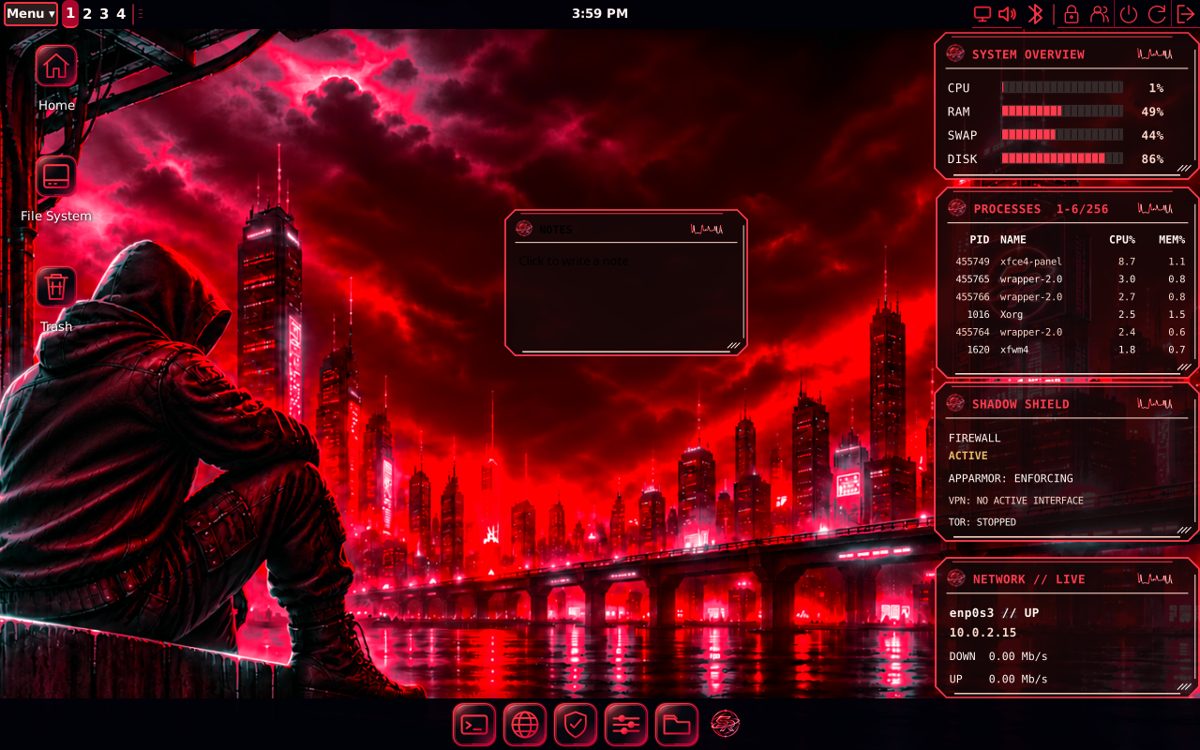 Menu ▾ 1 2 3 4
3:59 PM
Home
File System
Trash
NOTES
Click to write a note
SYSTEM OVERVIEW
CPU 1%
RAM 49%
SWAP 44%
DISK 86%
PROCESSES 1-6/256
PID NAME CPU% MEM%
455749 xfce4-panel 8.7 1.1
455765 wrapper-2.0 3.0 0.8
455766 wrapper-2.0 2.7 0.8
1016 Xorg 2.5 1.5
455764 wrapper-2.0 2.4 0.6
1620 xfwm4 1.8 0.7
SHADOW SHIELD
FIREWALL
ACTIVE
APPARMOR: ENFORCING
VPN: NO ACTIVE INTERFACE
TOR: STOPPED
NETWORK // LIVE
enp0s3 // UP
10.0.2.15
DOWN 0.00 Mb/s
UP 0.00 Mb/s